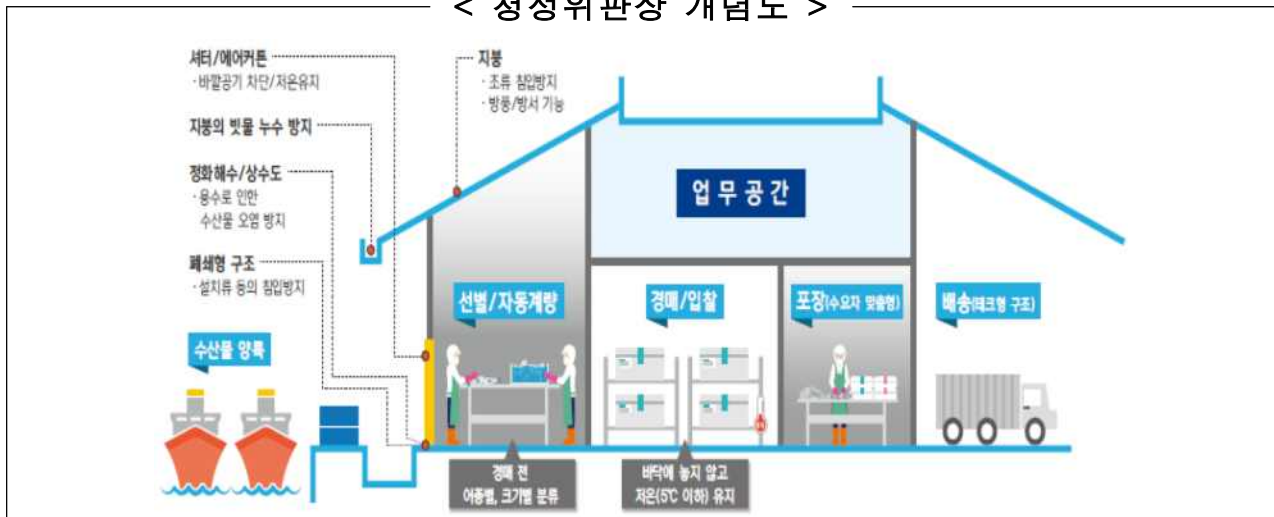 < 청정위판장 개념도 >
셔터/에어커튼
· 바깥공기 차단/저온유지
지붕의 빗물 누수 방지
정화해수/상수도
· 용수로 인한
수산물 오염 방지
폐쇄형 구조
· 설치류 등의 침입방지
지붕
· 조류 침입방지
· 방풍/방서 기능
업무공간
수산물 양륙
선별/자동계량
경매/입찰
포장(수요자 맞춤형)
배송(테크형 구조)
경매 전
어종별, 크기별 분류
바닥에 놓지 않고
저온(5℃ 이하) 유지